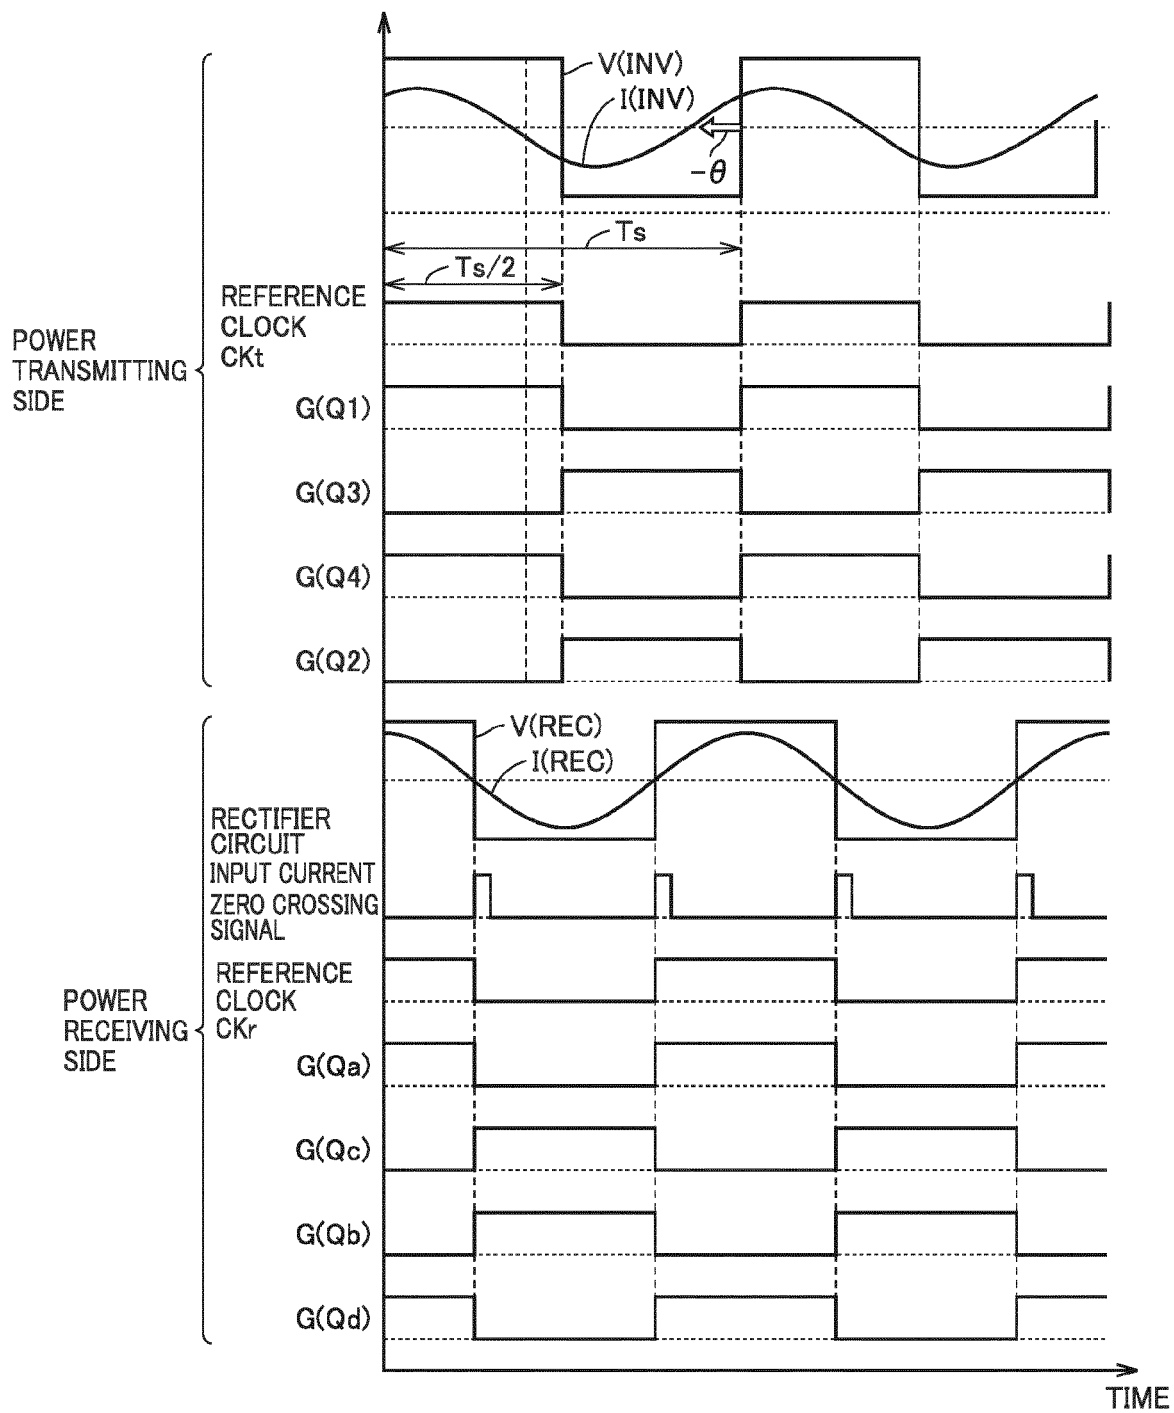 V(INV)
I(INV)
-θ
Ts
Ts/2
POWER
TRANSMITTING
SIDE
REFERENCE
CLOCK
CKt
G(Q1)
G(Q3)
G(Q4)
G(Q2)
V(REC)
I(REC)
RECTIFIER
CIRCUIT
INPUT CURRENT
ZERO CROSSING
SIGNAL
POWER
RECEIVING
SIDE
REFERENCE
CLOCK
CKr
G(Qa)
G(Qc)
G(Qb)
G(Qd)
TIME